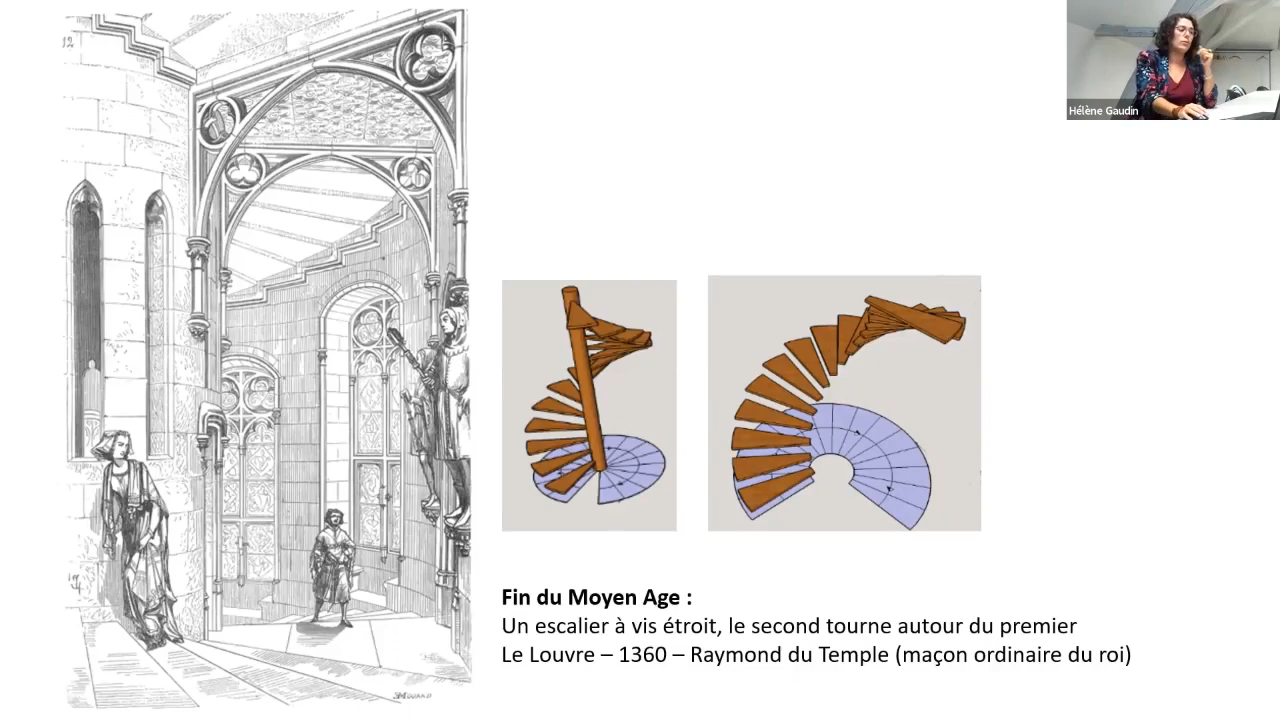 12
Hélène Gaudin
Fin du Moyen Age :
Un escalier à vis étroit, le second tourne autour du premier
Le Louvre – 1360 – Raymond du Temple (maçon ordinaire du roi)